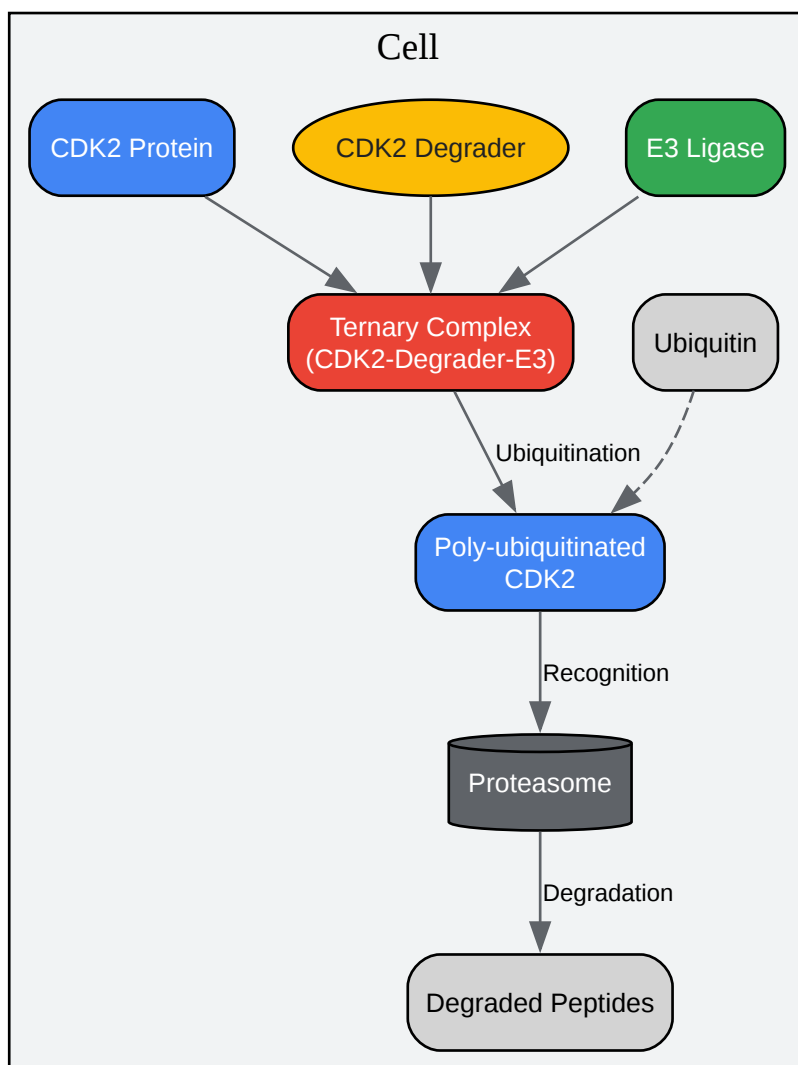 Cell
CDK2 Protein
CDK2 Degrader
E3 Ligase
Ternary Complex
(CDK2-Degrader-E3)
Ubiquitin
Ubiquitination
Poly-ubiquitinated
CDK2
Recognition
Proteasome
Degradation
Degraded Peptides